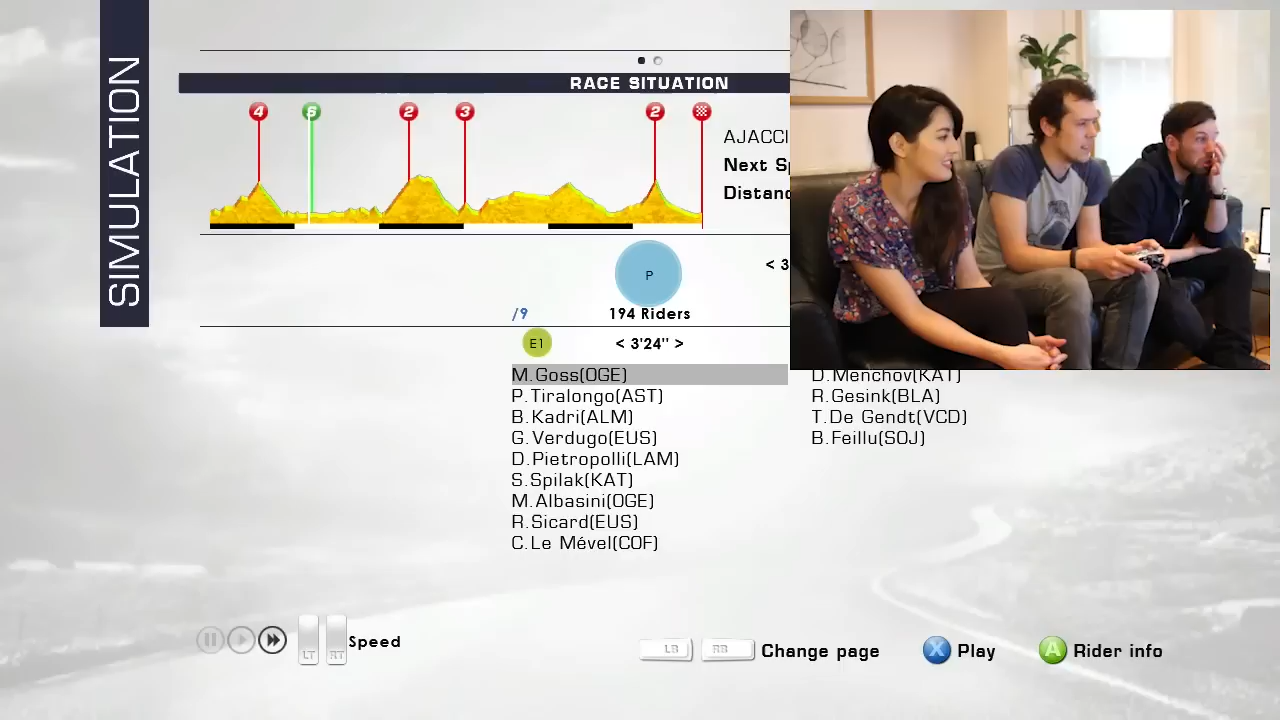 SIMULATION
RACE SITUATION
4 S 2 3 2
AJACCI
Next Sp
Distanc
P
< 3
/9
194 Riders
E1
< 3'24" >
M.Goss(OGE)
P.Tiralongo(AST)
B.Kadri(ALM)
G.Verdugo(EUS)
D.Pietropolli(LAM)
S.Spilak(KAT)
M.Albasini(OGE)
R.Sicard(EUS)
C.Le Mével(COF)
D.Menchov(KAT)
R.Gesink(BLA)
T.De Gendt(VCD)
B.Feillu(SOJ)
LT RT Speed
LB RB Change page
X Play
A Rider info